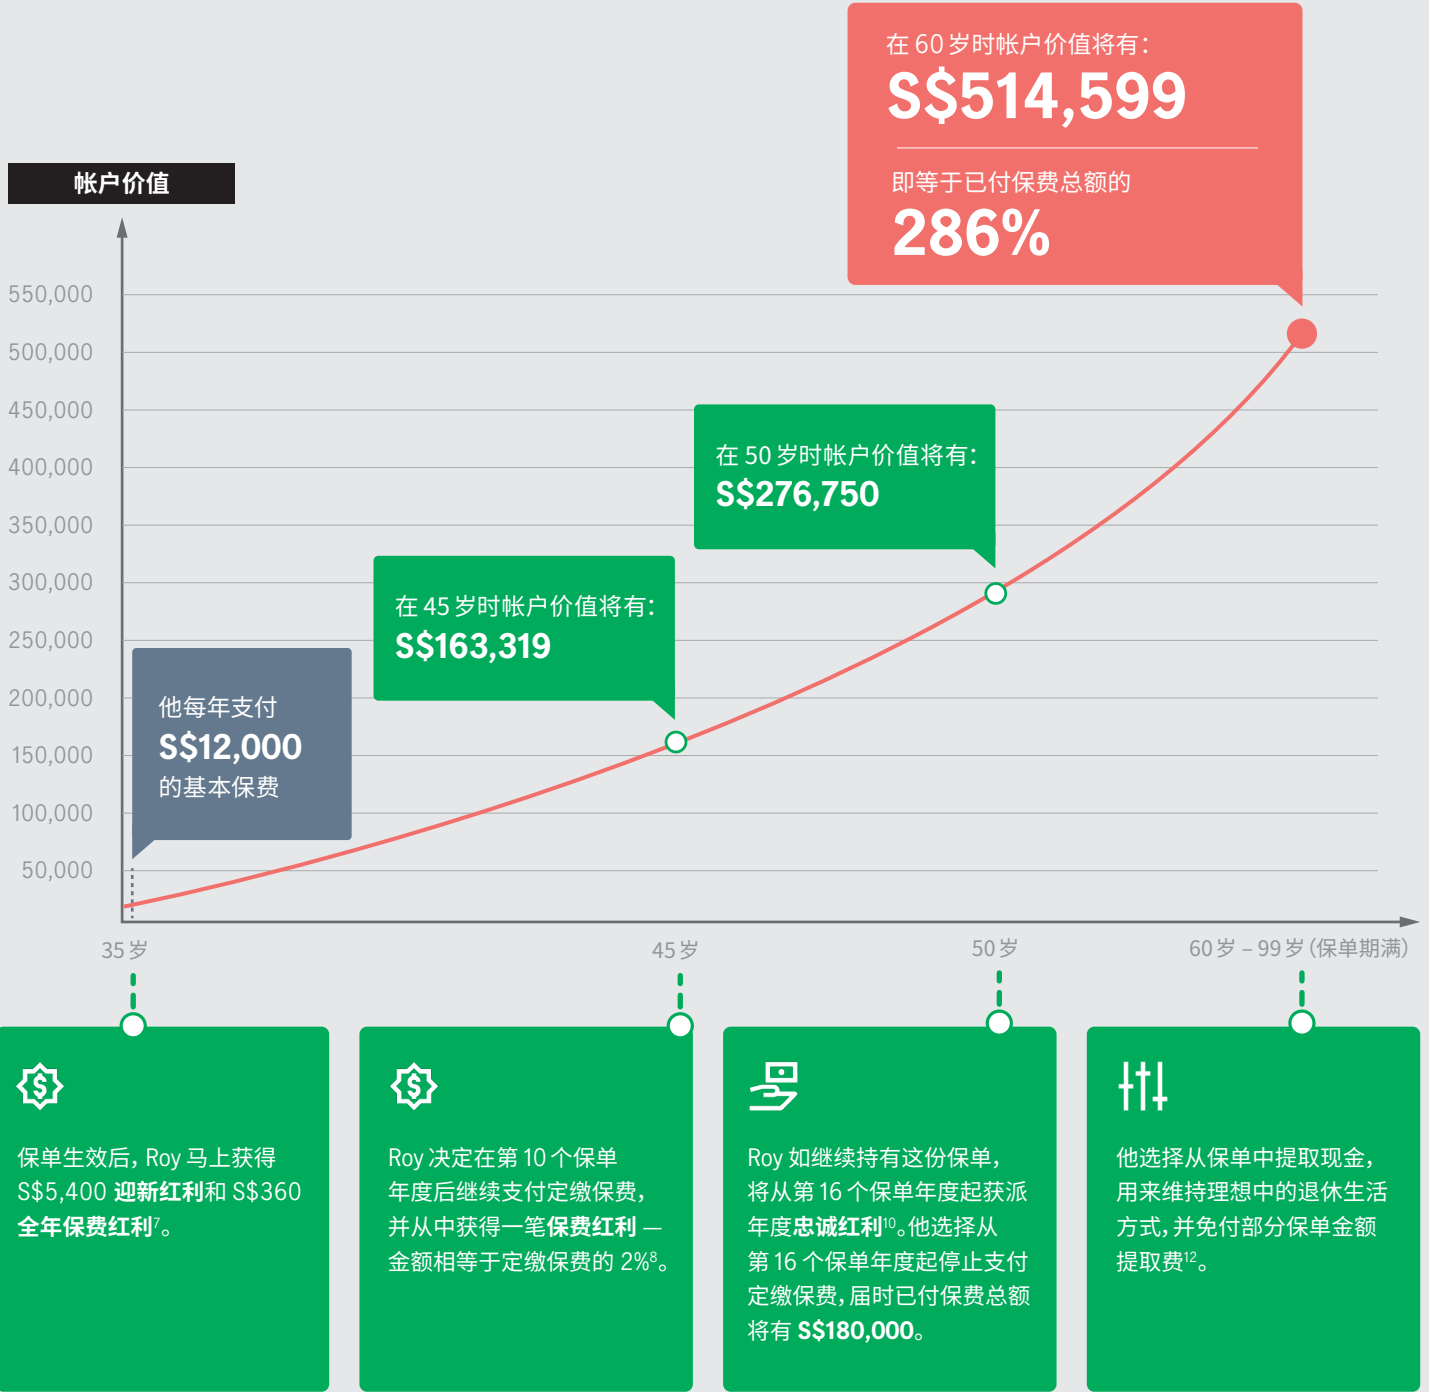 在 60 岁时帐户价值将有：
S$514,599
即等于已付保费总额的
286%
帐户价值
550,000
500,000
450,000
400,000
350,000
300,000
250,000
200,000
150,000
100,000
50,000
在 50 岁时帐户价值将有：
S$276,750
在 45 岁时帐户价值将有：
S$163,319
他每年支付
S$12,000
的基本保费
35 岁
45 岁
50 岁
60 岁 – 99 岁（保单期满）
保单生效后，Roy 马上获得
S$5,400 迎新红利和 S$360
全年保费红利⁷。
Roy 决定在第 10 个保单
年度后继续支付定缴保费，
并从中获得一笔保费红利 —
金额相等于定缴保费的 2%⁸。
Roy 如继续持有这份保单，
将从第 16 个保单年度起获派
年度忠诚红利¹⁰。他选择从
第 16 个保单年度起停止支付
定缴保费，届时已付保费总额
将有 S$180,000。
他选择从保单中提取现金，
用来维持理想中的退休生活
方式，并免付部分保单金额
提取费¹²。